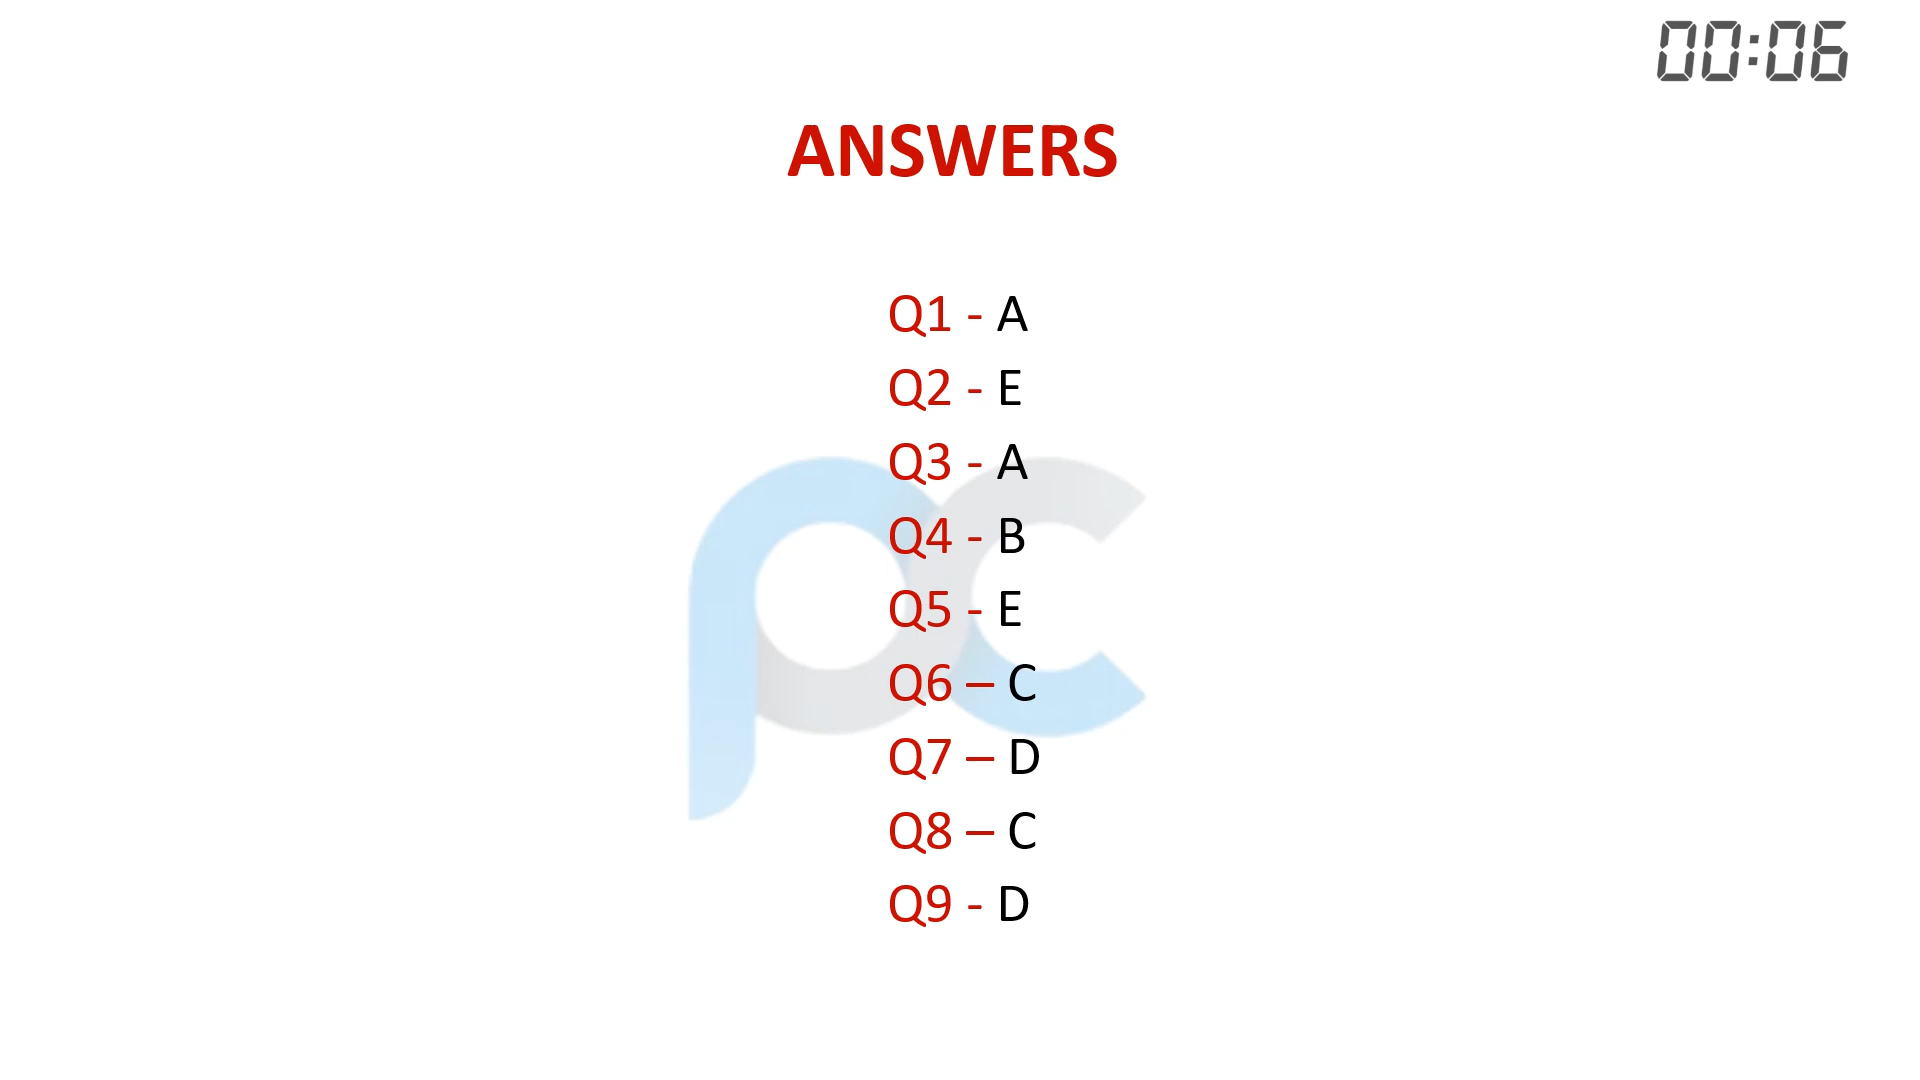 00:06
ANSWERS
Q1 - A
Q2 - E
Q3 - A
Q4 - B
Q5 - E
Q6 – C
Q7 – D
Q8 – C
Q9 - D